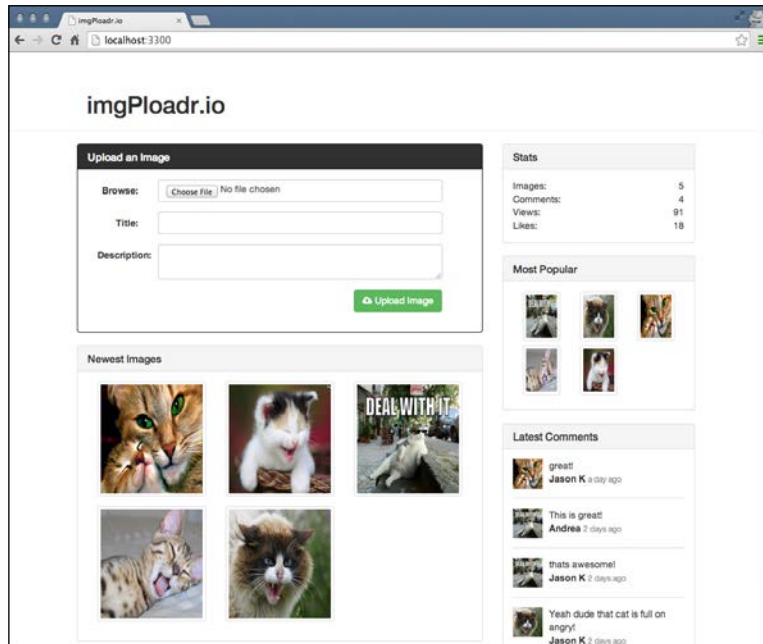 imgPloadr.io
localhost:3300
imgPloadr.io
Upload an Image
Browse:
Choose File No file chosen
Title:
Description:
Upload Image
Newest Images
DEAL WITH IT
Stats
Images: 5
Comments: 4
Views: 91
Likes: 18
Most Popular
DEAL WITH IT
Latest Comments
great!
Jason K a day ago
This is great!
Andrea 2 days ago
thats awesome!
Jason K 2 days ago
Yeah dude that cat is full on
angry!
Jason K 2 days ago